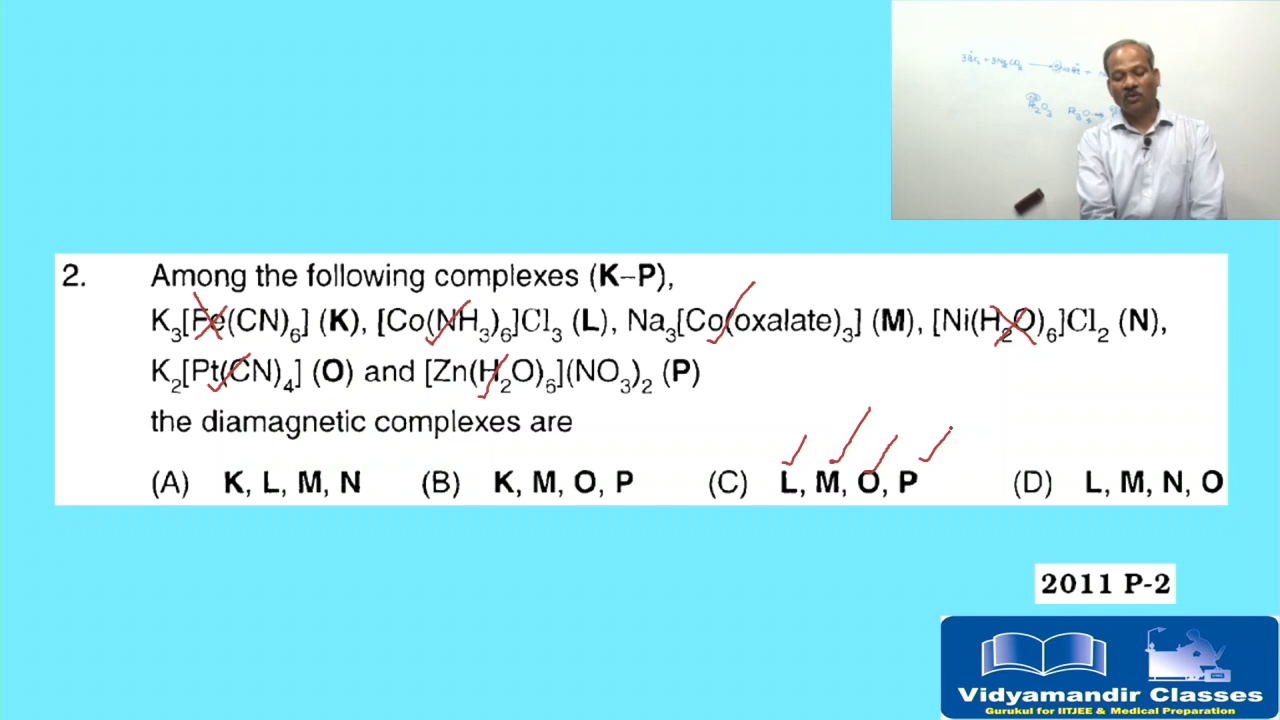 3Br₂ + 3Na₂CO₃ →
2. Among the following complexes (K–P),
K₃[Fe(CN)₆] (K), [Co(NH₃)₆]Cl₃ (L), Na₃[Co(oxalate)₃] (M), [Ni(H₂O)₆]Cl₂ (N),
K₂[Pt(CN)₄] (O) and [Zn(H₂O)₆](NO₃)₂ (P)
the diamagnetic complexes are
(A) K, L, M, N (B) K, M, O, P (C) L, M, O, P (D) L, M, N, O
2011 P-2
Vidyamandir Classes
Gurukul for IITJEE & Medical Preparation